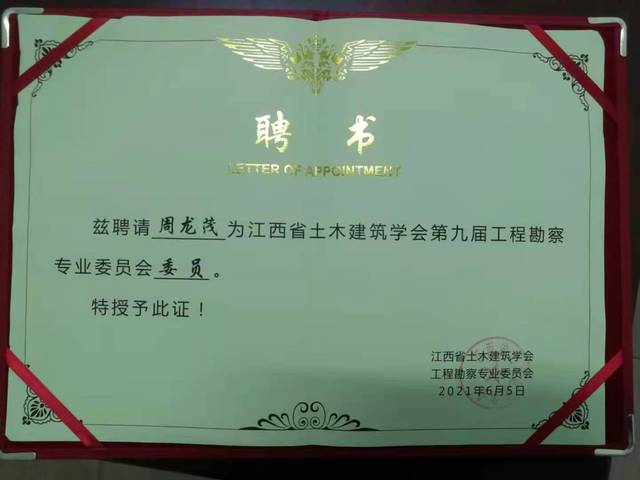 聘 书
LETTER OF APPOINTMENT
兹聘请周龙茂为江西省土木建筑学会第九届工程勘察
专业委员会委员。
特授予此证！
江西省土木建筑学会
工程勘察专业委员会
2021年6月5日